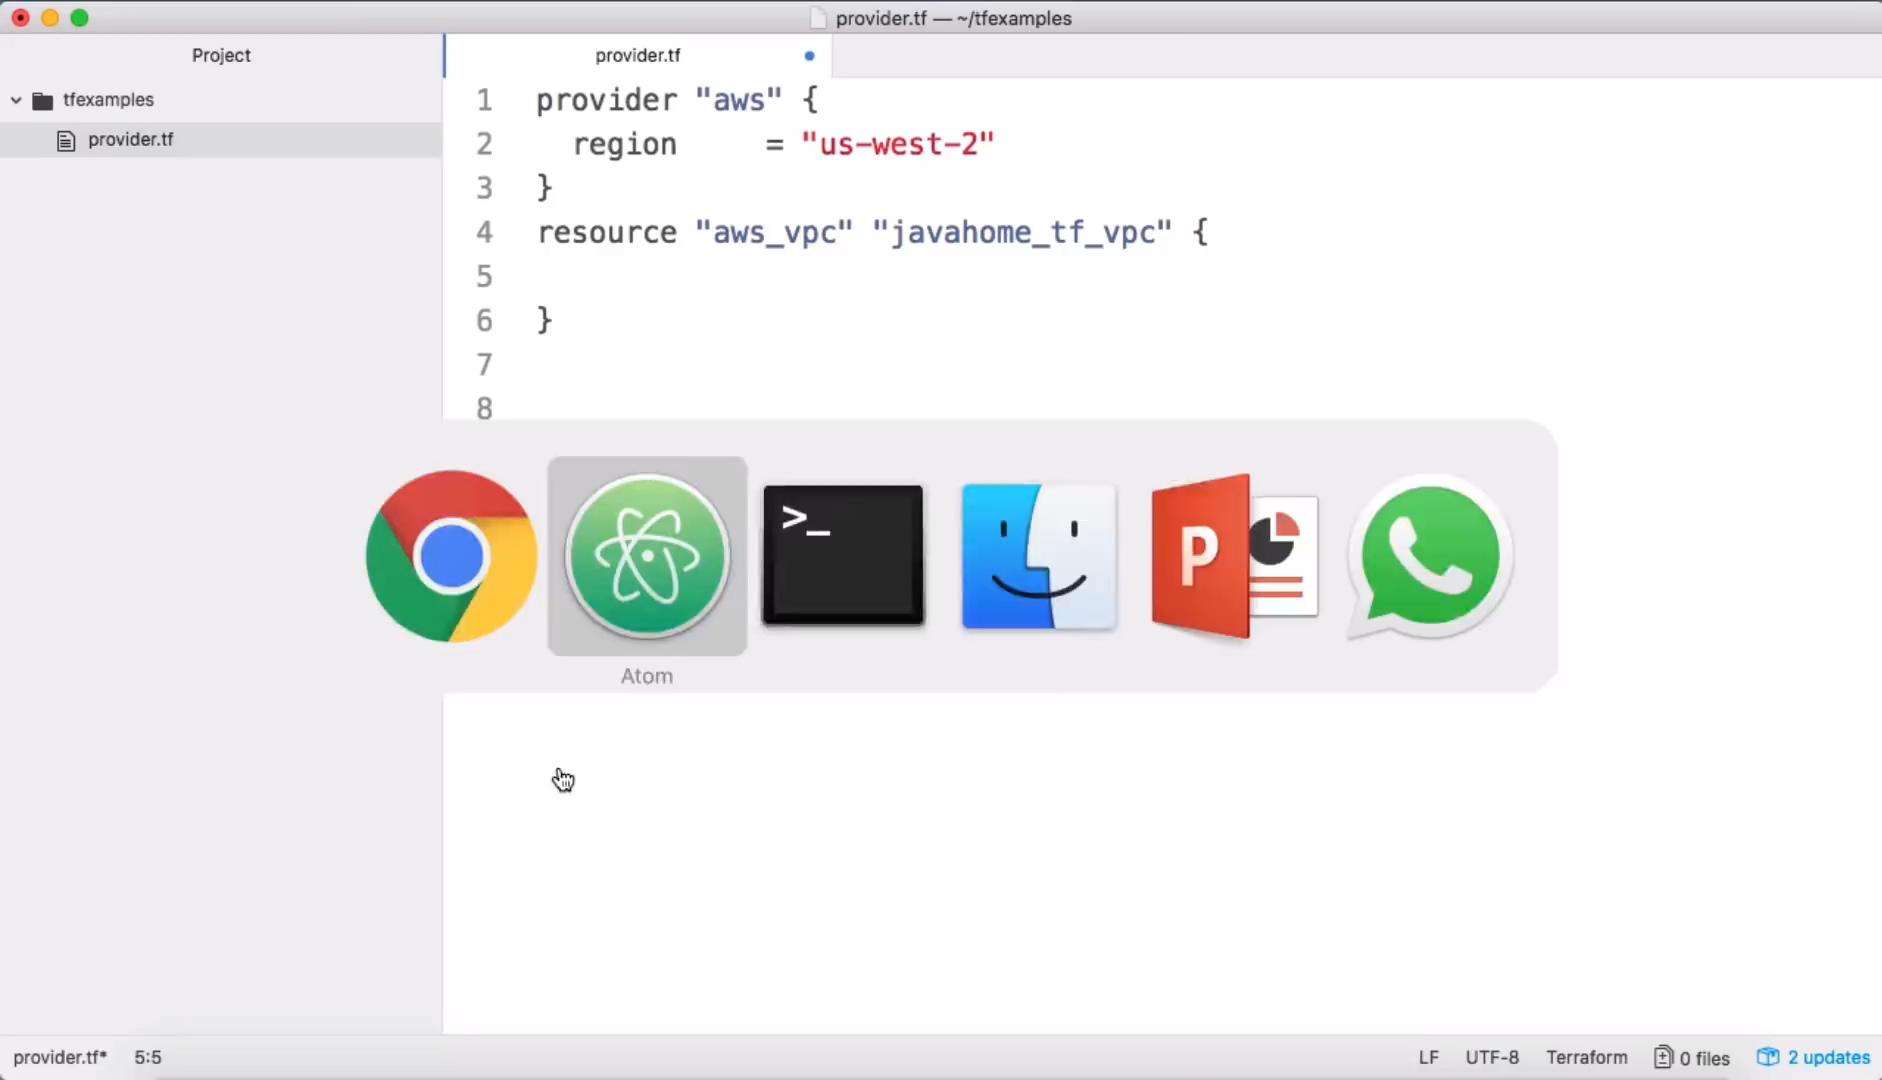 provider.tf — ~/tfexamples
Project
provider.tf
tfexamples
provider.tf
1 provider "aws" {
2 region = "us-west-2"
3 }
4 resource "aws_vpc" "javahome_tf_vpc" {
5
6 }
7
8
>_
P
Atom
provider.tf* 5:5
LF UTF-8 Terraform 0 files 2 updates